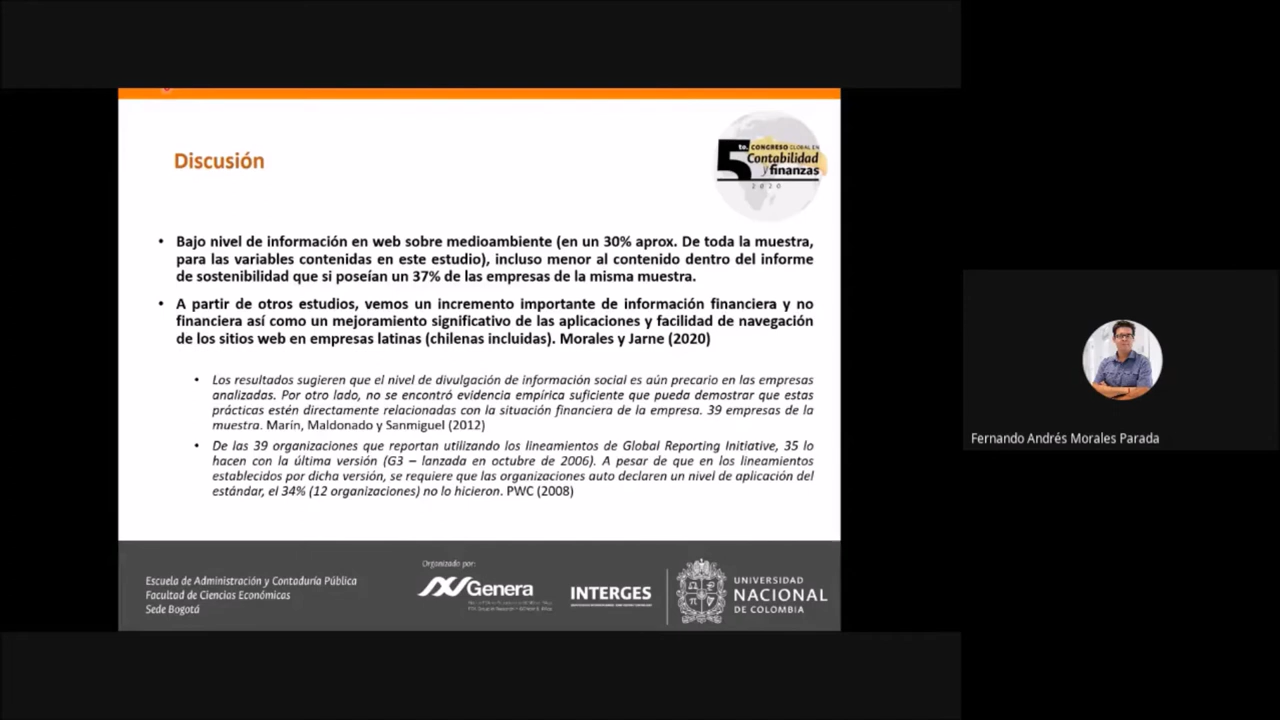 Discusión
5to. CONGRESO GLOBAL EN
Contabilidad
y finanzas
2020
• Bajo nivel de información en web sobre medioambiente (en un 30% aprox. De toda la muestra,
para las variables contenidas en este estudio), incluso menor al contenido dentro del informe
de sostenibilidad que si poseían un 37% de las empresas de la misma muestra.
• A partir de otros estudios, vemos un incremento importante de información financiera y no
financiera así como un mejoramiento significativo de las aplicaciones y facilidad de navegación
de los sitios web en empresas latinas (chilenas incluidas). Morales y Jarne (2020)
• Los resultados sugieren que el nivel de divulgación de información social es aún precario en las empresas
analizadas. Por otro lado, no se encontró evidencia empírica suficiente que pueda demostrar que estas
prácticas estén directamente relacionadas con la situación financiera de la empresa. 39 empresas de la
muestra. Marín, Maldonado y Sanmiguel (2012)
• De las 39 organizaciones que reportan utilizando los lineamientos de Global Reporting Initiative, 35 lo
hacen con la última versión (G3 – lanzada en octubre de 2006). A pesar de que en los lineamientos
establecidos por dicha versión, se requiere que las organizaciones auto declaren un nivel de aplicación del
estándar, el 34% (12 organizaciones) no lo hicieron. PWC (2008)
Fernando Andrés Morales Parada
Escuela de Administración y Contaduría Pública
Facultad de Ciencias Económicas
Sede Bogotá
Organizado por:
Genera
INTERGES
UNIVERSIDAD
NACIONAL
DE COLOMBIA